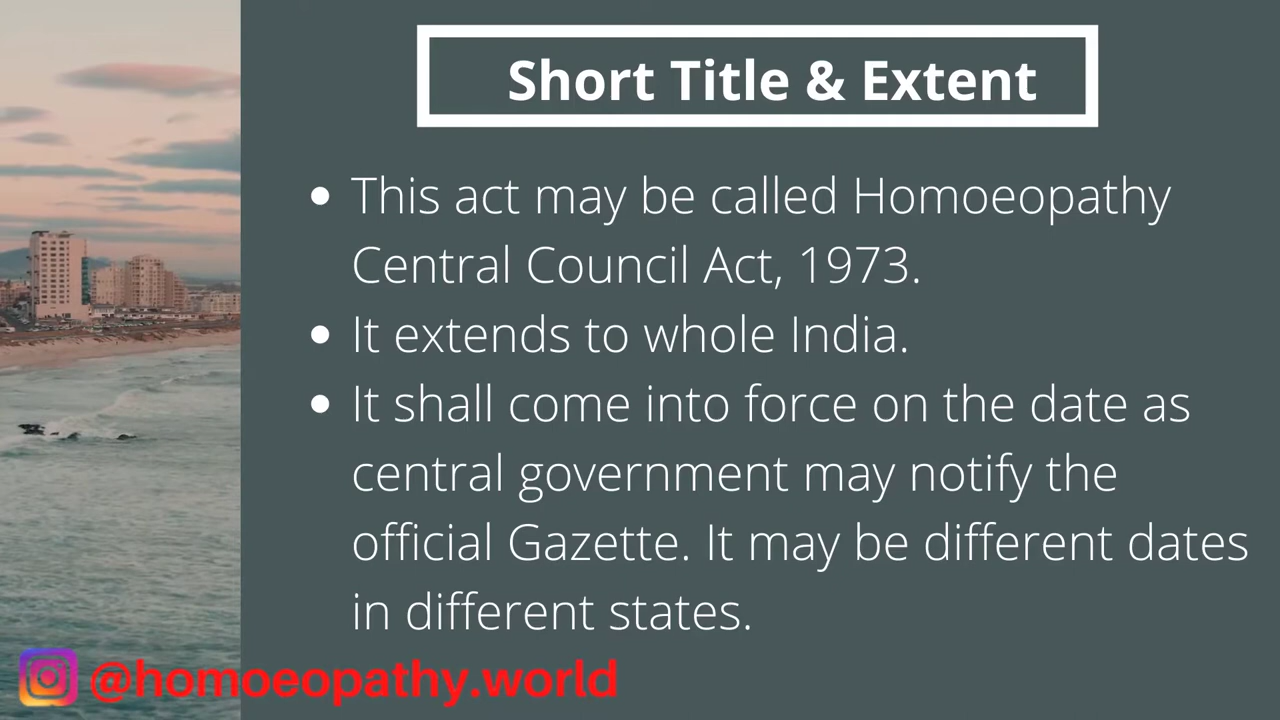 Short Title & Extent
• This act may be called Homoeopathy
Central Council Act, 1973.
• It extends to whole India.
• It shall come into force on the date as
central government may notify the
official Gazette. It may be different dates
in different states.
@homoeopathy.world